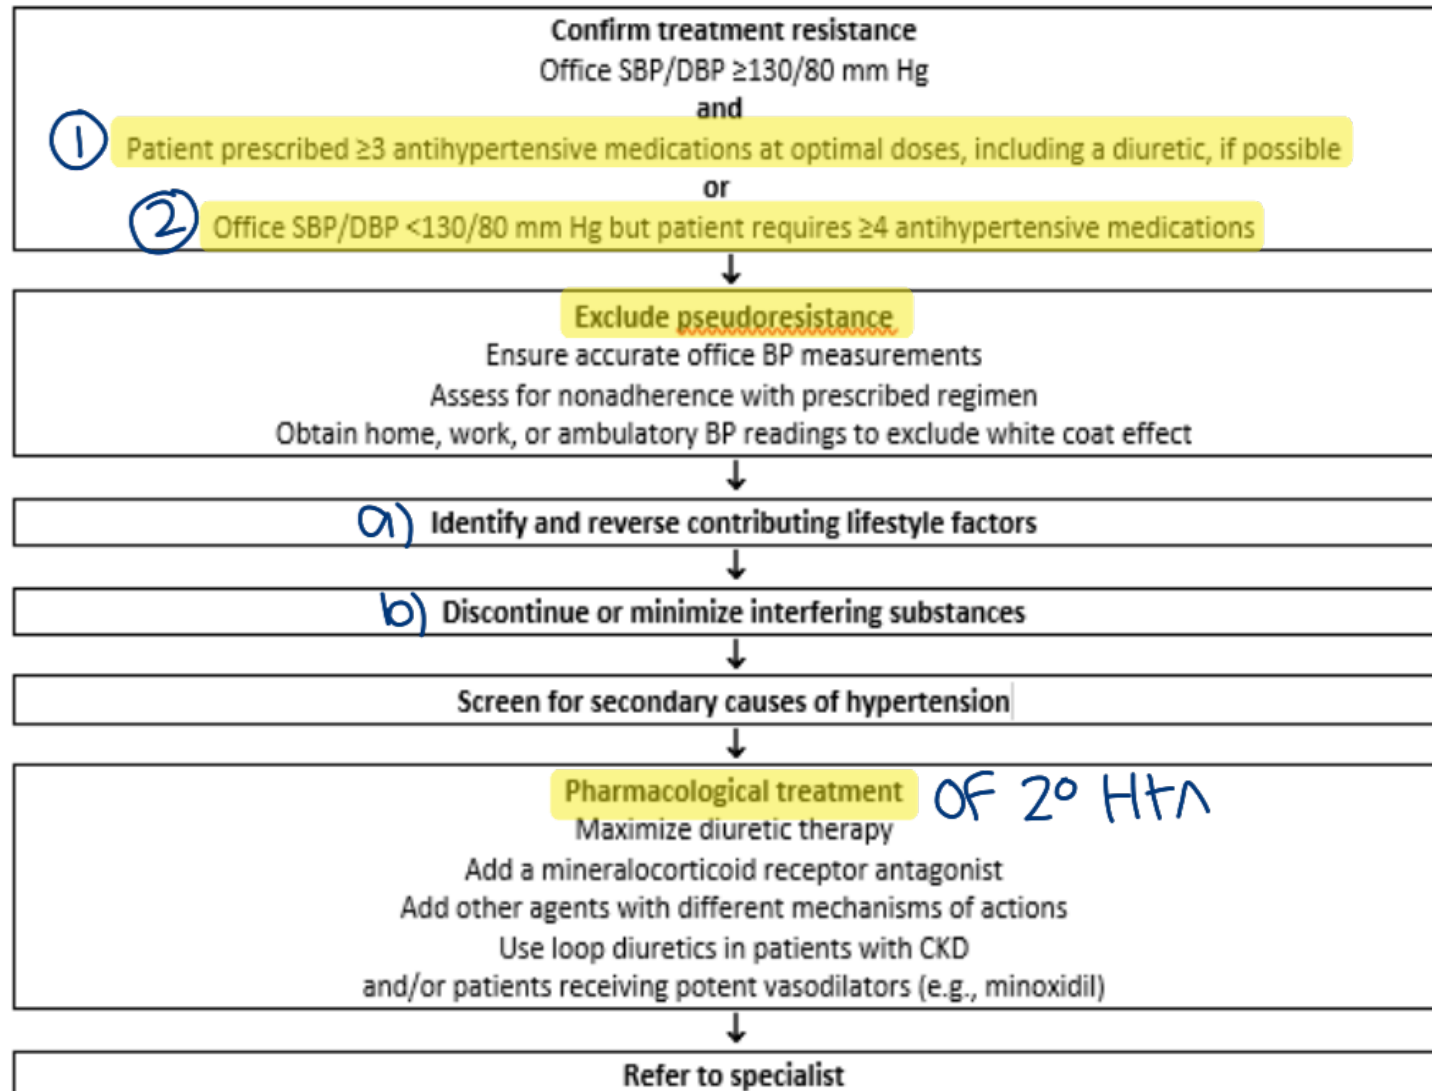 Confirm treatment resistance
Office SBP/DBP ≥130/80 mm Hg
and
① Patient prescribed ≥3 antihypertensive medications at optimal doses, including a diuretic, if possible
or
② Office SBP/DBP <130/80 mm Hg but patient requires ≥4 antihypertensive medications
↓
Exclude pseudoresistance
Ensure accurate office BP measurements
Assess for nonadherence with prescribed regimen
Obtain home, work, or ambulatory BP readings to exclude white coat effect
↓
a) Identify and reverse contributing lifestyle factors
↓
b) Discontinue or minimize interfering substances
↓
Screen for secondary causes of hypertension
↓
Pharmacological treatment OF 2° Htn
Maximize diuretic therapy
Add a mineralocorticoid receptor antagonist
Add other agents with different mechanisms of actions
Use loop diuretics in patients with CKD
and/or patients receiving potent vasodilators (e.g., minoxidil)
↓
Refer to specialist